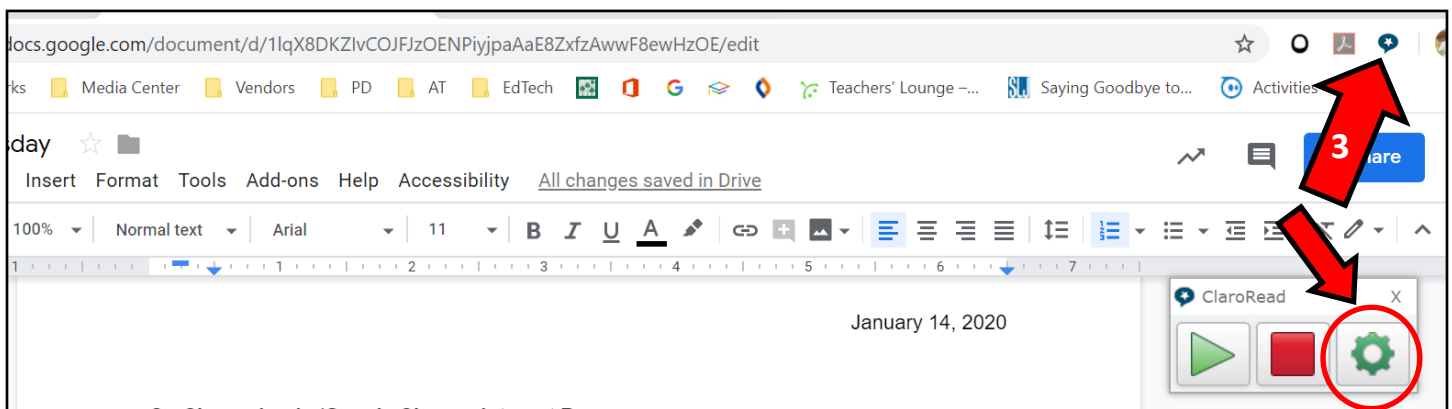 docs.google.com/document/d/1lqX8DKZIvCOJFJzOENPiyjpaAaE8ZxfzAwwF8ewHzOE/edit
rks Media Center Vendors PD AT EdTech Teachers' Lounge –... Saying Goodbye to... Activities
sday
3
are
Insert Format Tools Add-ons Help Accessibility All changes saved in Drive
100% Normal text Arial 11 B I U A
1 1 2 3 4 5 6 7
ClaroRead X
January 14, 2020